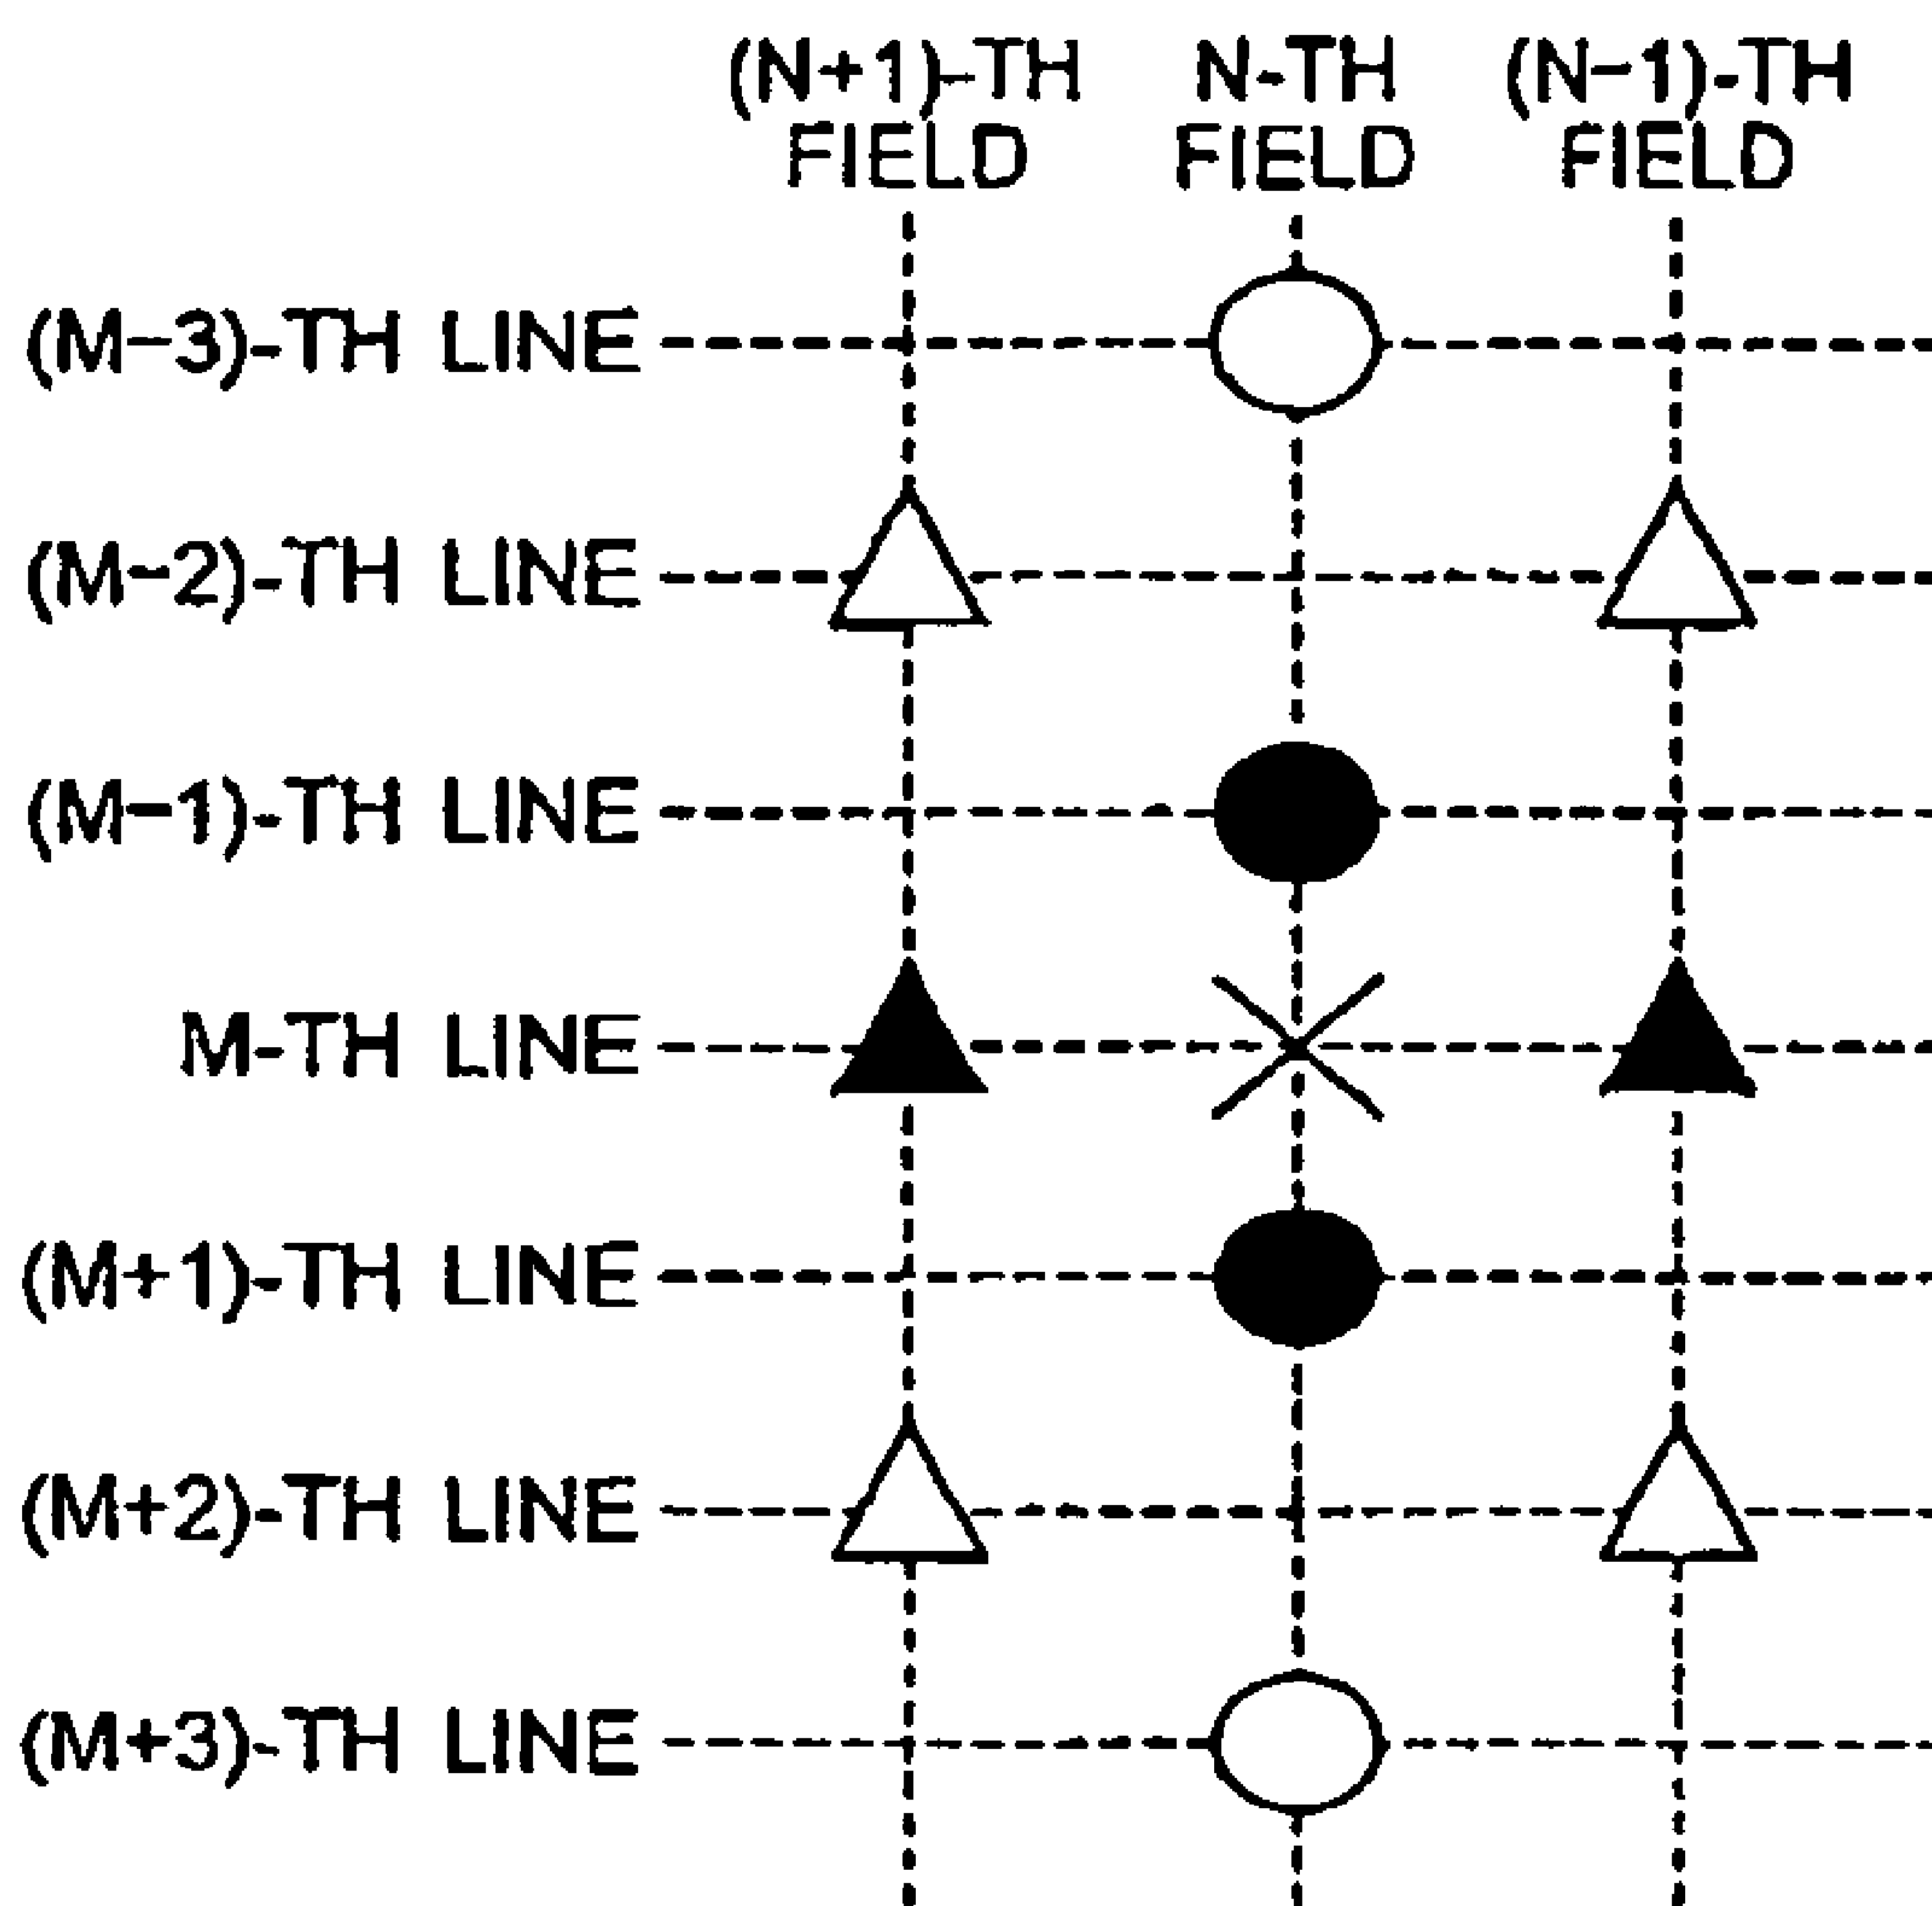 (N+1)-TH N-TH (N-1)-TH
FIELD FIELD FIELD
(M-3)-TH LINE
(M-2)-TH LINE
(M-1)-TH LINE
M-TH LINE
(M+1)-TH LINE
(M+2)-TH LINE
(M+3)-TH LINE